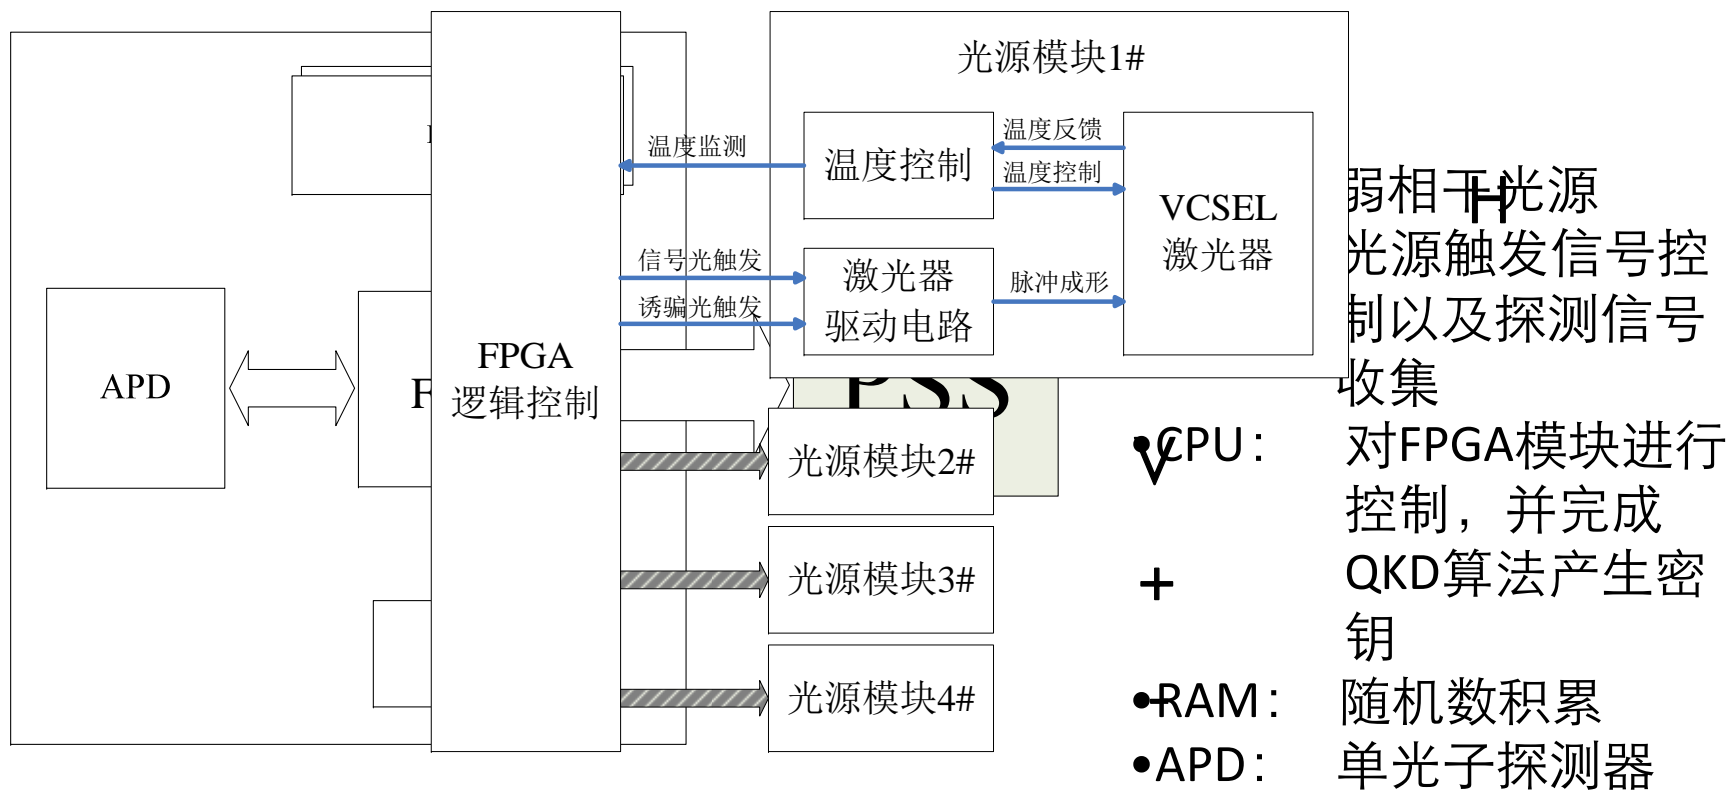 光源模块1#
温度监测
温度控制
温度反馈
温度控制
VCSEL
激光器
信号光触发
诱骗光触发
激光器
驱动电路
脉冲成形
APD
F
FPGA
逻辑控制
PSS
光源模块2#
光源模块3#
光源模块4#
H
V
+
-
弱相干光源
光源触发信号控
制以及探测信号
收集
•CPU： 对FPGA模块进行
控制，并完成
QKD算法产生密
钥
•RAM： 随机数积累
•APD： 单光子探测器